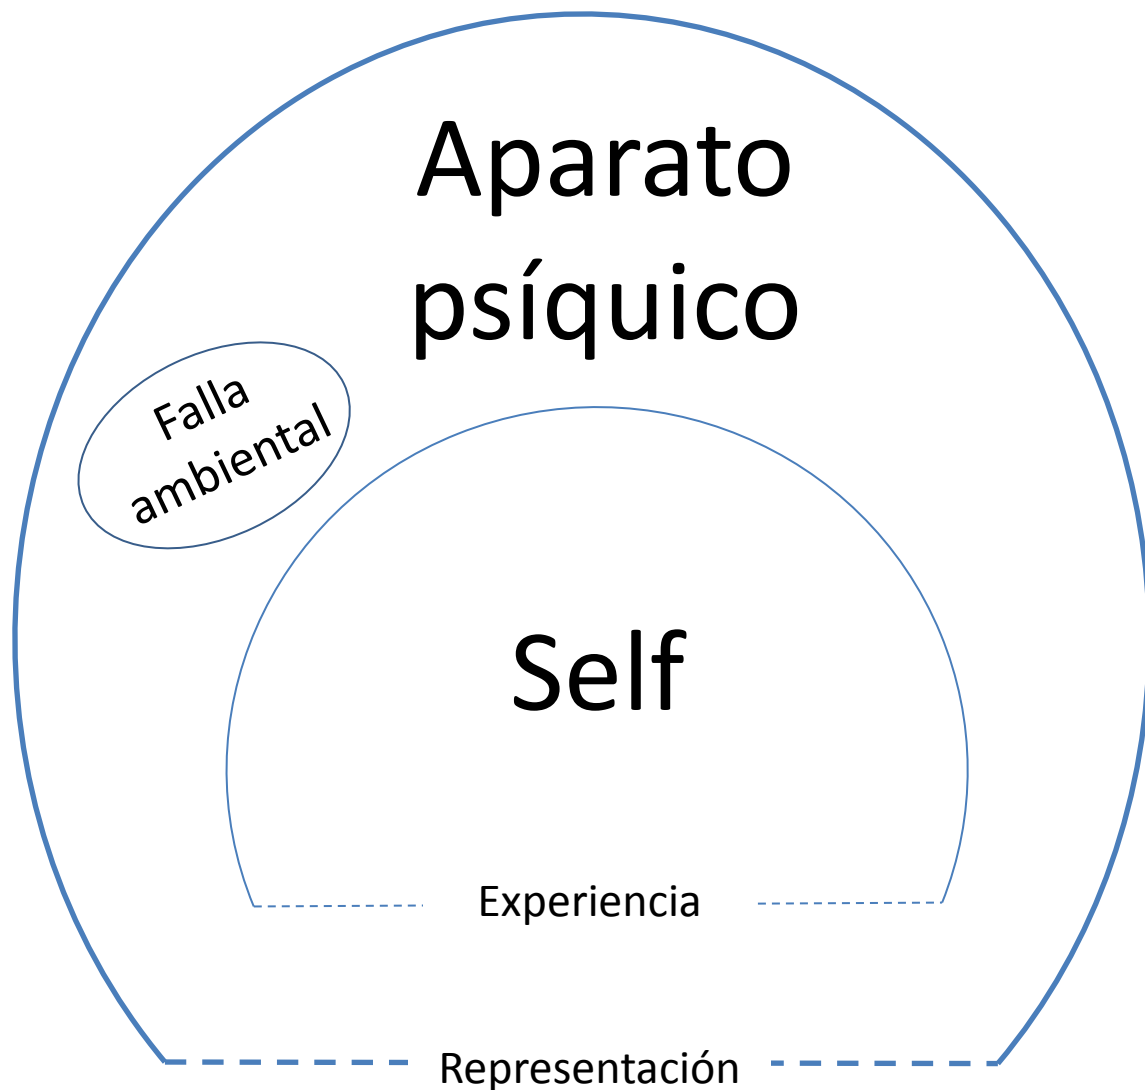 Aparato
psíquico
Falla
ambiental
Self
Experiencia
Representación